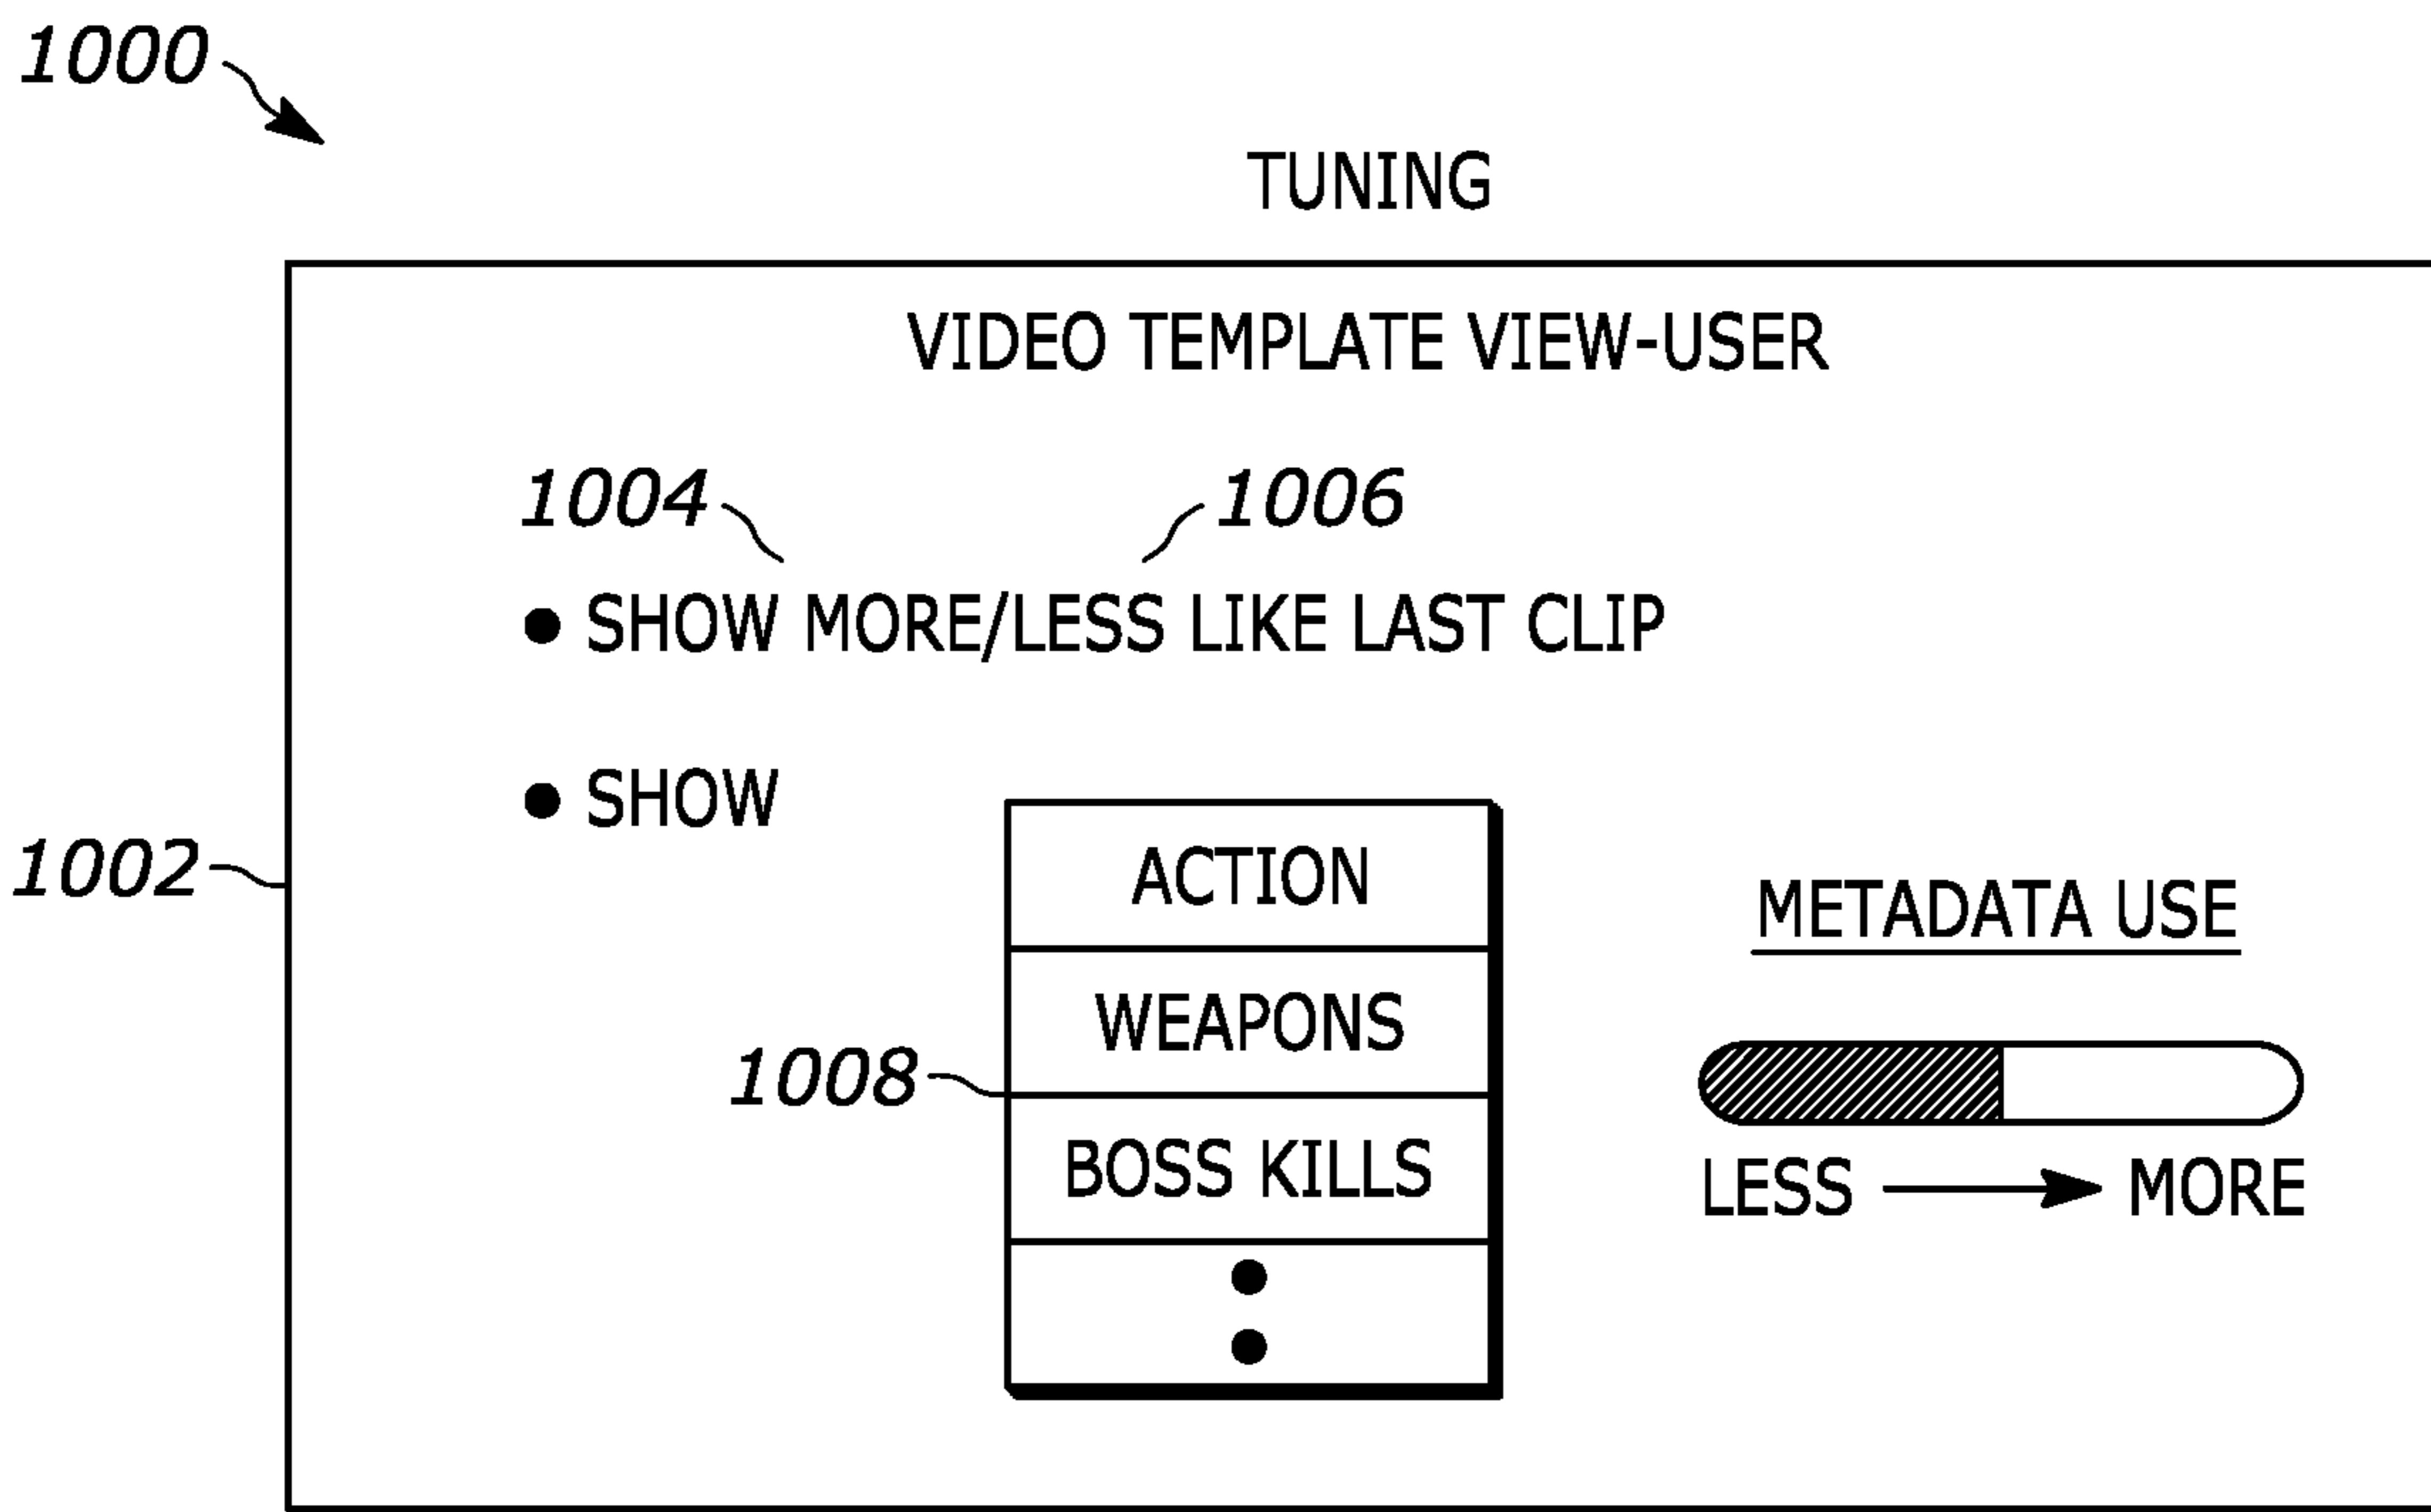 1000
TUNING
VIDEO TEMPLATE VIEW-USER
1004 1006
● SHOW MORE/LESS LIKE LAST CLIP
● SHOW
1002
ACTION
WEAPONS
1008
BOSS KILLS
METADATA USE
LESS MORE